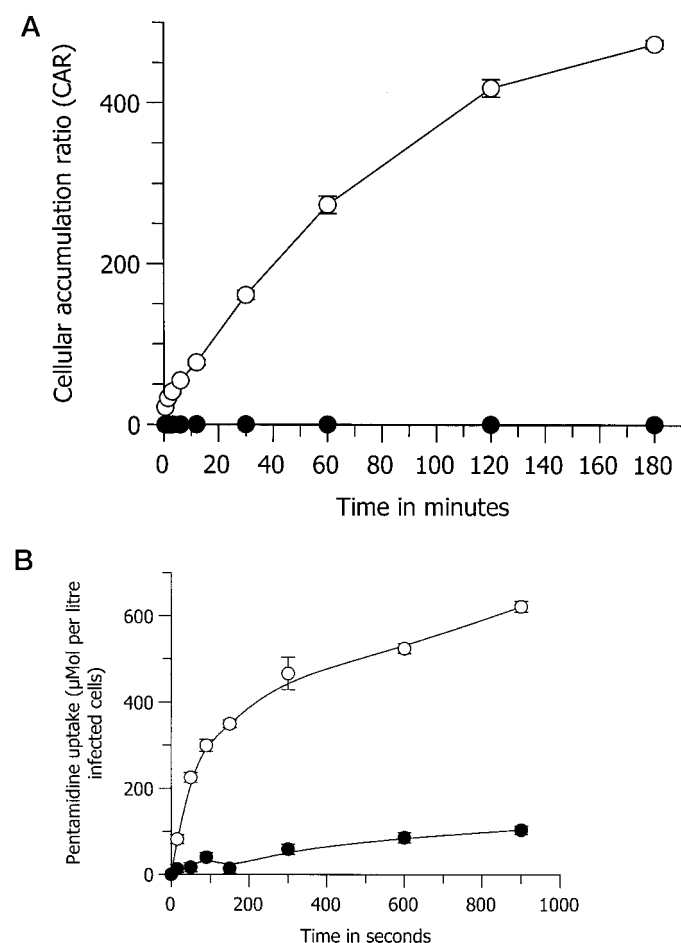 A
Cellular accumulation ratio (CAR)
400
200
0
0 20 40 60 80 100 120 140 160 180
Time in minutes
B
Pentamidine uptake (µMol per litre
infected cells)
600
400
200
0
0 200 400 600 800 1000
Time in seconds